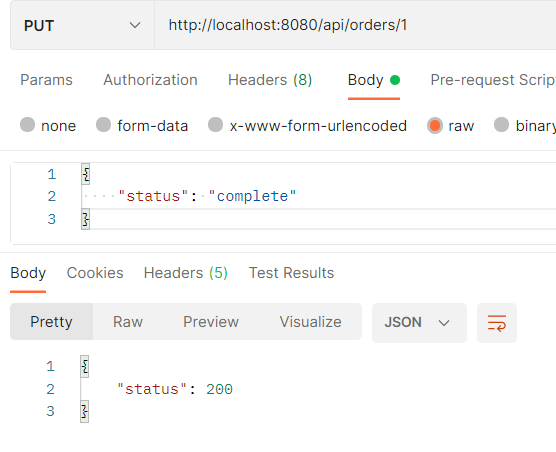 PUT http://localhost:8080/api/orders/1
Params Authorization Headers (8) Body Pre-request Scrip
none form-data x-www-form-urlencoded raw binary
1 {
2 "status": "complete"
3 }
Body Cookies Headers (5) Test Results
Pretty Raw Preview Visualize JSON
1 {
2 "status": 200
3 }